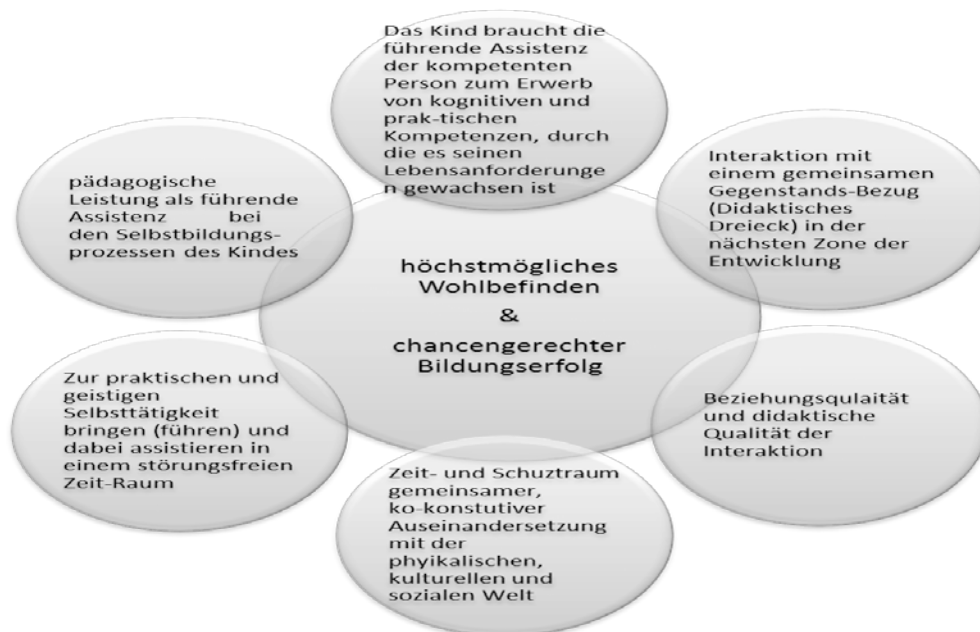 Das Kind braucht die
führende Assistenz
der kompetenten
Person zum Erwerb
von kognitiven und
prak-tischen
Kompetenzen, durch
die es seinen
Lebensanforderunge
n gewachsen ist
Interaktion mit
einem gemeinsamen
Gegenstands-Bezug
(Didaktisches
Dreieck) in der
nächsten Zone der
Entwicklung
Beziehungsqulaität
und didaktische
Qualität der
Interaktion
Zeit- und Schuztraum
gemeinsamer,
ko-konstutiver
Auseinandersetzung
mit der
phyikalischen,
kulturellen und
sozialen Welt
Zur praktischen und
geistigen
Selbsttätigkeit
bringen (führen) und
dabei assistieren in
einem störungsfreien
Zeit-Raum
pädagogische
Leistung als führende
Assistenz bei
den Selbstbildungs-
prozessen des Kindes
höchstmögliches
Wohlbefinden
&
chancengerechter
Bildungserfolg